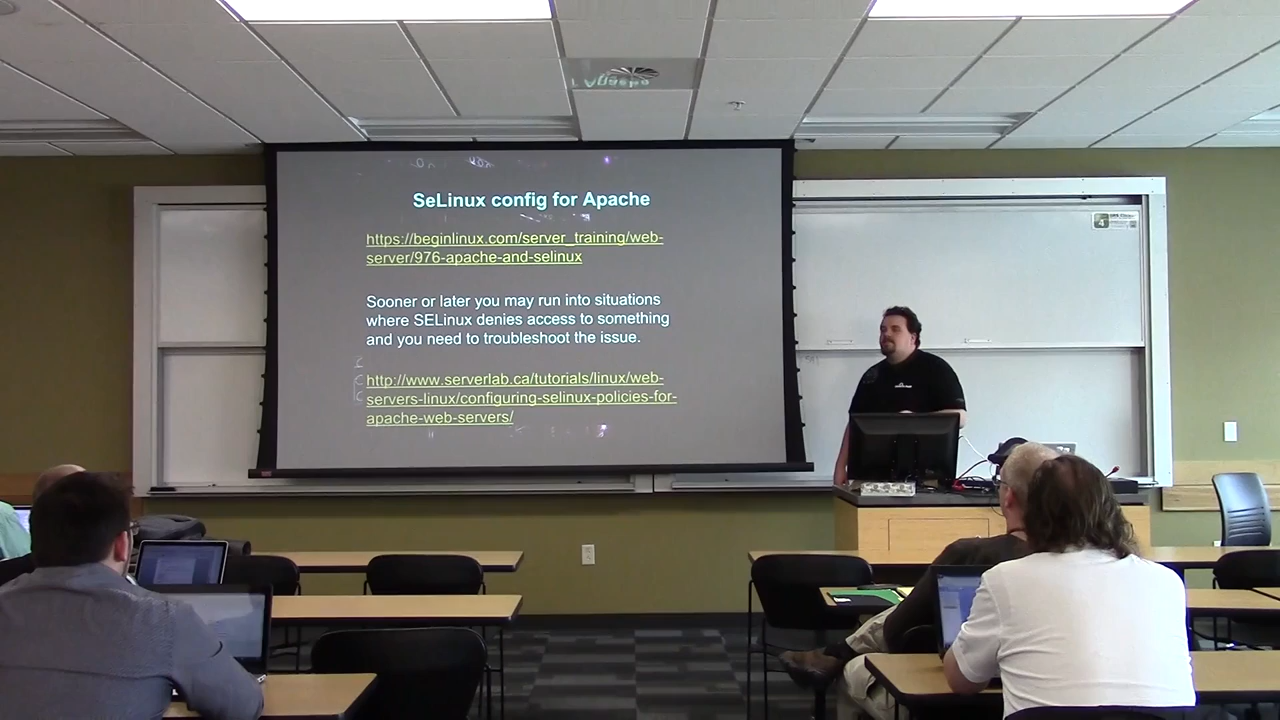 SeLinux config for Apache
https://beginlinux.com/server_training/web-
server/976-apache-and-selinux
Sooner or later you may run into situations
where SELinux denies access to something
and you need to troubleshoot the issue.
http://www.serverlab.ca/tutorials/linux/web-
servers-linux/configuring-selinux-policies-for-
apache-web-servers/
4